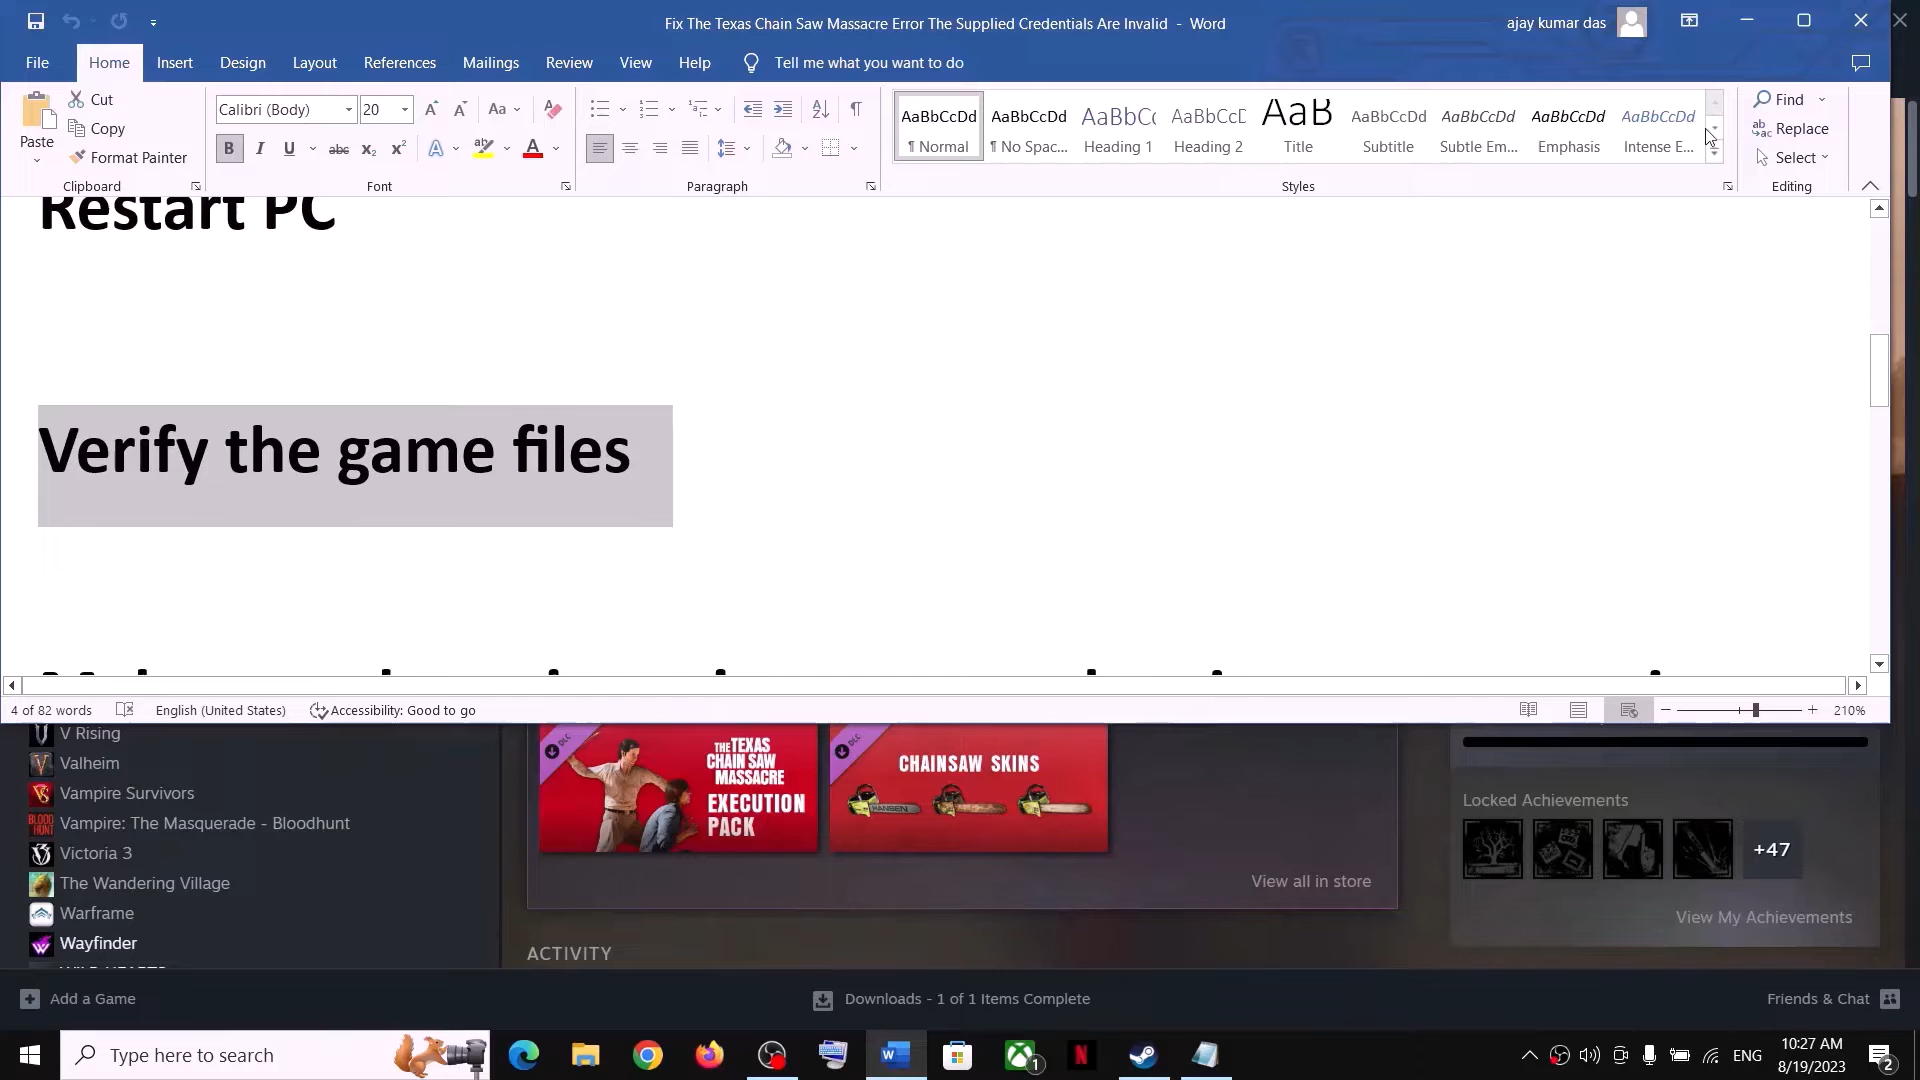 Fix The Texas Chain Saw Massacre Error The Supplied Credentials Are Invalid - Word
ajay kumar das
File
Home
Insert
Design
Layout
References
Mailings
Review
View
Help
Tell me what you want to do
Paste
Cut
Copy
Format Painter
Clipboard
Calibri (Body)
20
Font
Paragraph
AaBbCcDd
¶ Normal
AaBbCcDd
¶ No Spac...
AaBbCc
Heading 1
AaBbCcD
Heading 2
AaB
Title
AaBbCcDd
Subtitle
AaBbCcDd
Subtle Em...
AaBbCcDd
Emphasis
AaBbCcDd
Intense E...
Styles
Find
Replace
Select
Editing
Restart PC
Verify the game files
4 of 82 words
English (United States)
Accessibility: Good to go
210%
V Rising
Valheim
Vampire Survivors
Vampire: The Masquerade - Bloodhunt
Victoria 3
The Wandering Village
Warframe
Wayfinder
DLC
THE TEXAS
CHAIN SAW
MASSACRE
EXECUTION
PACK
DLC
CHAINSAW SKINS
HANSEN
View all in store
ACTIVITY
Locked Achievements
+47
View My Achievements
Add a Game
Downloads - 1 of 1 Items Complete
Friends & Chat
Type here to search
1
ENG
10:27 AM
8/19/2023
2